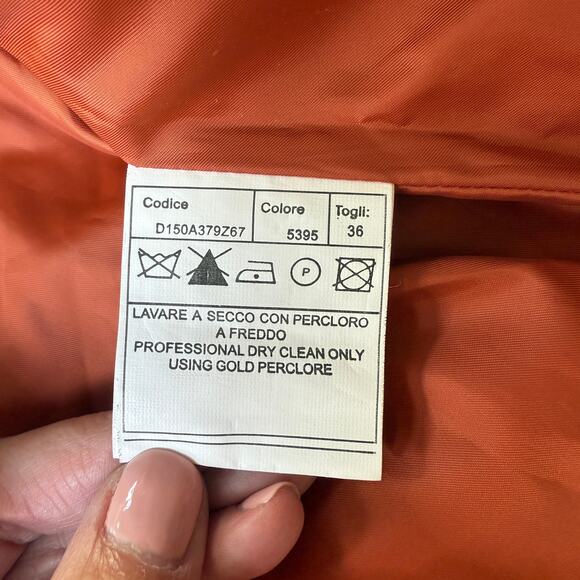 Codice Colore Togli:
D150A379Z67 5395 36
P
LAVARE A SECCO CON PERCLORO
A FREDDO
PROFESSIONAL DRY CLEAN ONLY
USING GOLD PERCLORE